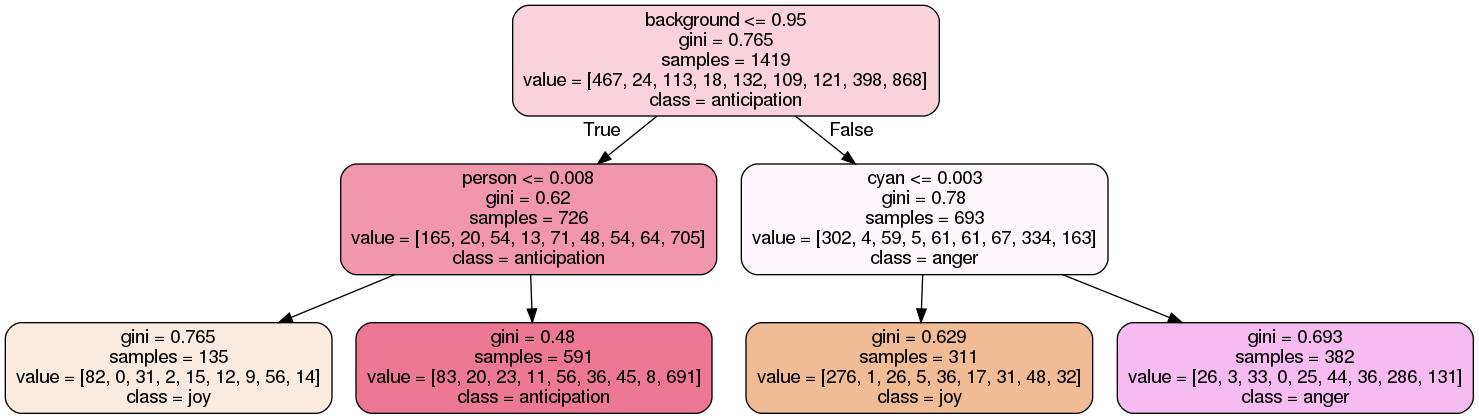 background <= 0.95
gini = 0.765
samples = 1419
value = [467, 24, 113, 18, 132, 109, 121, 398, 868]
class = anticipation
True
False
person <= 0.008
gini = 0.62
samples = 726
value = [165, 20, 54, 13, 71, 48, 54, 64, 705]
class = anticipation
cyan <= 0.003
gini = 0.78
samples = 693
value = [302, 4, 59, 5, 61, 61, 67, 334, 163]
class = anger
gini = 0.765
samples = 135
value = [82, 0, 31, 2, 15, 12, 9, 56, 14]
class = joy
gini = 0.48
samples = 591
value = [83, 20, 23, 11, 56, 36, 45, 8, 691]
class = anticipation
gini = 0.629
samples = 311
value = [276, 1, 26, 5, 36, 17, 31, 48, 32]
class = joy
gini = 0.693
samples = 382
value = [26, 3, 33, 0, 25, 44, 36, 286, 131]
class = anger